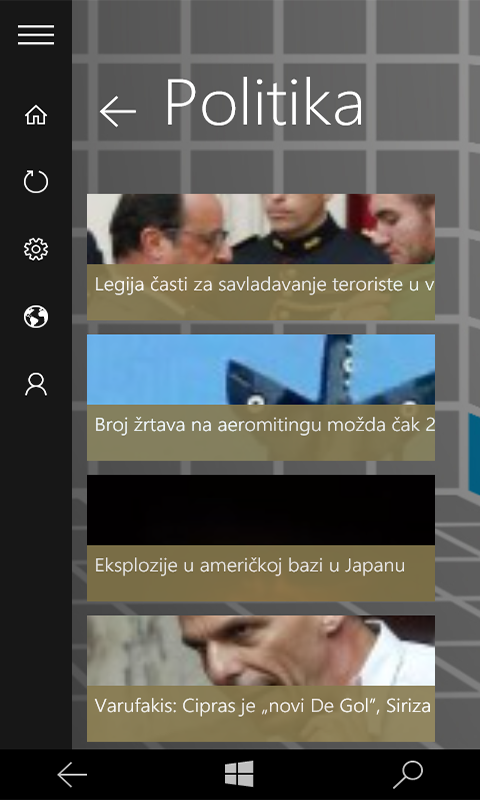 Politika
Legija časti za savladavanje teroriste u v
Broj žrtava na aeromitingu možda čak 2
Eksplozije u američkoj bazi u Japanu
Varufakis: Cipras je „novi De Gol”, Siriza